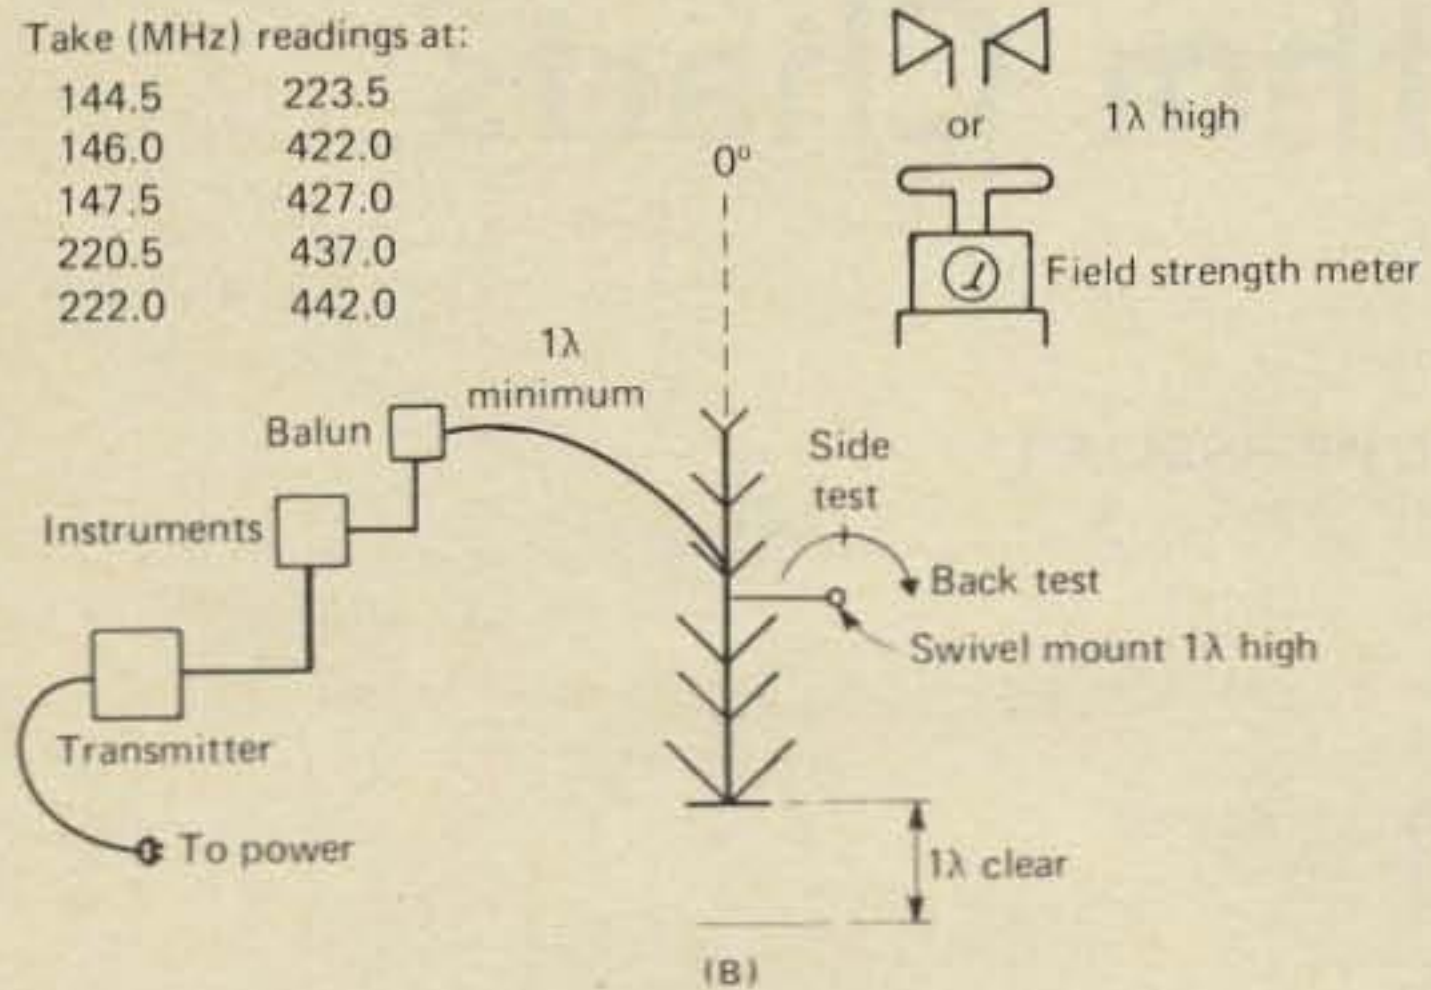 Take (MHz) readings at:
144.5 223.5
146.0 422.0
147.5 427.0
220.5 437.0
222.0 442.0
or
1λ high
0°
Field strength meter
1λ
minimum
Balun
Side
test
Instruments
Back test
Swivel mount 1λ high
Transmitter
To power
1λ clear
(B)